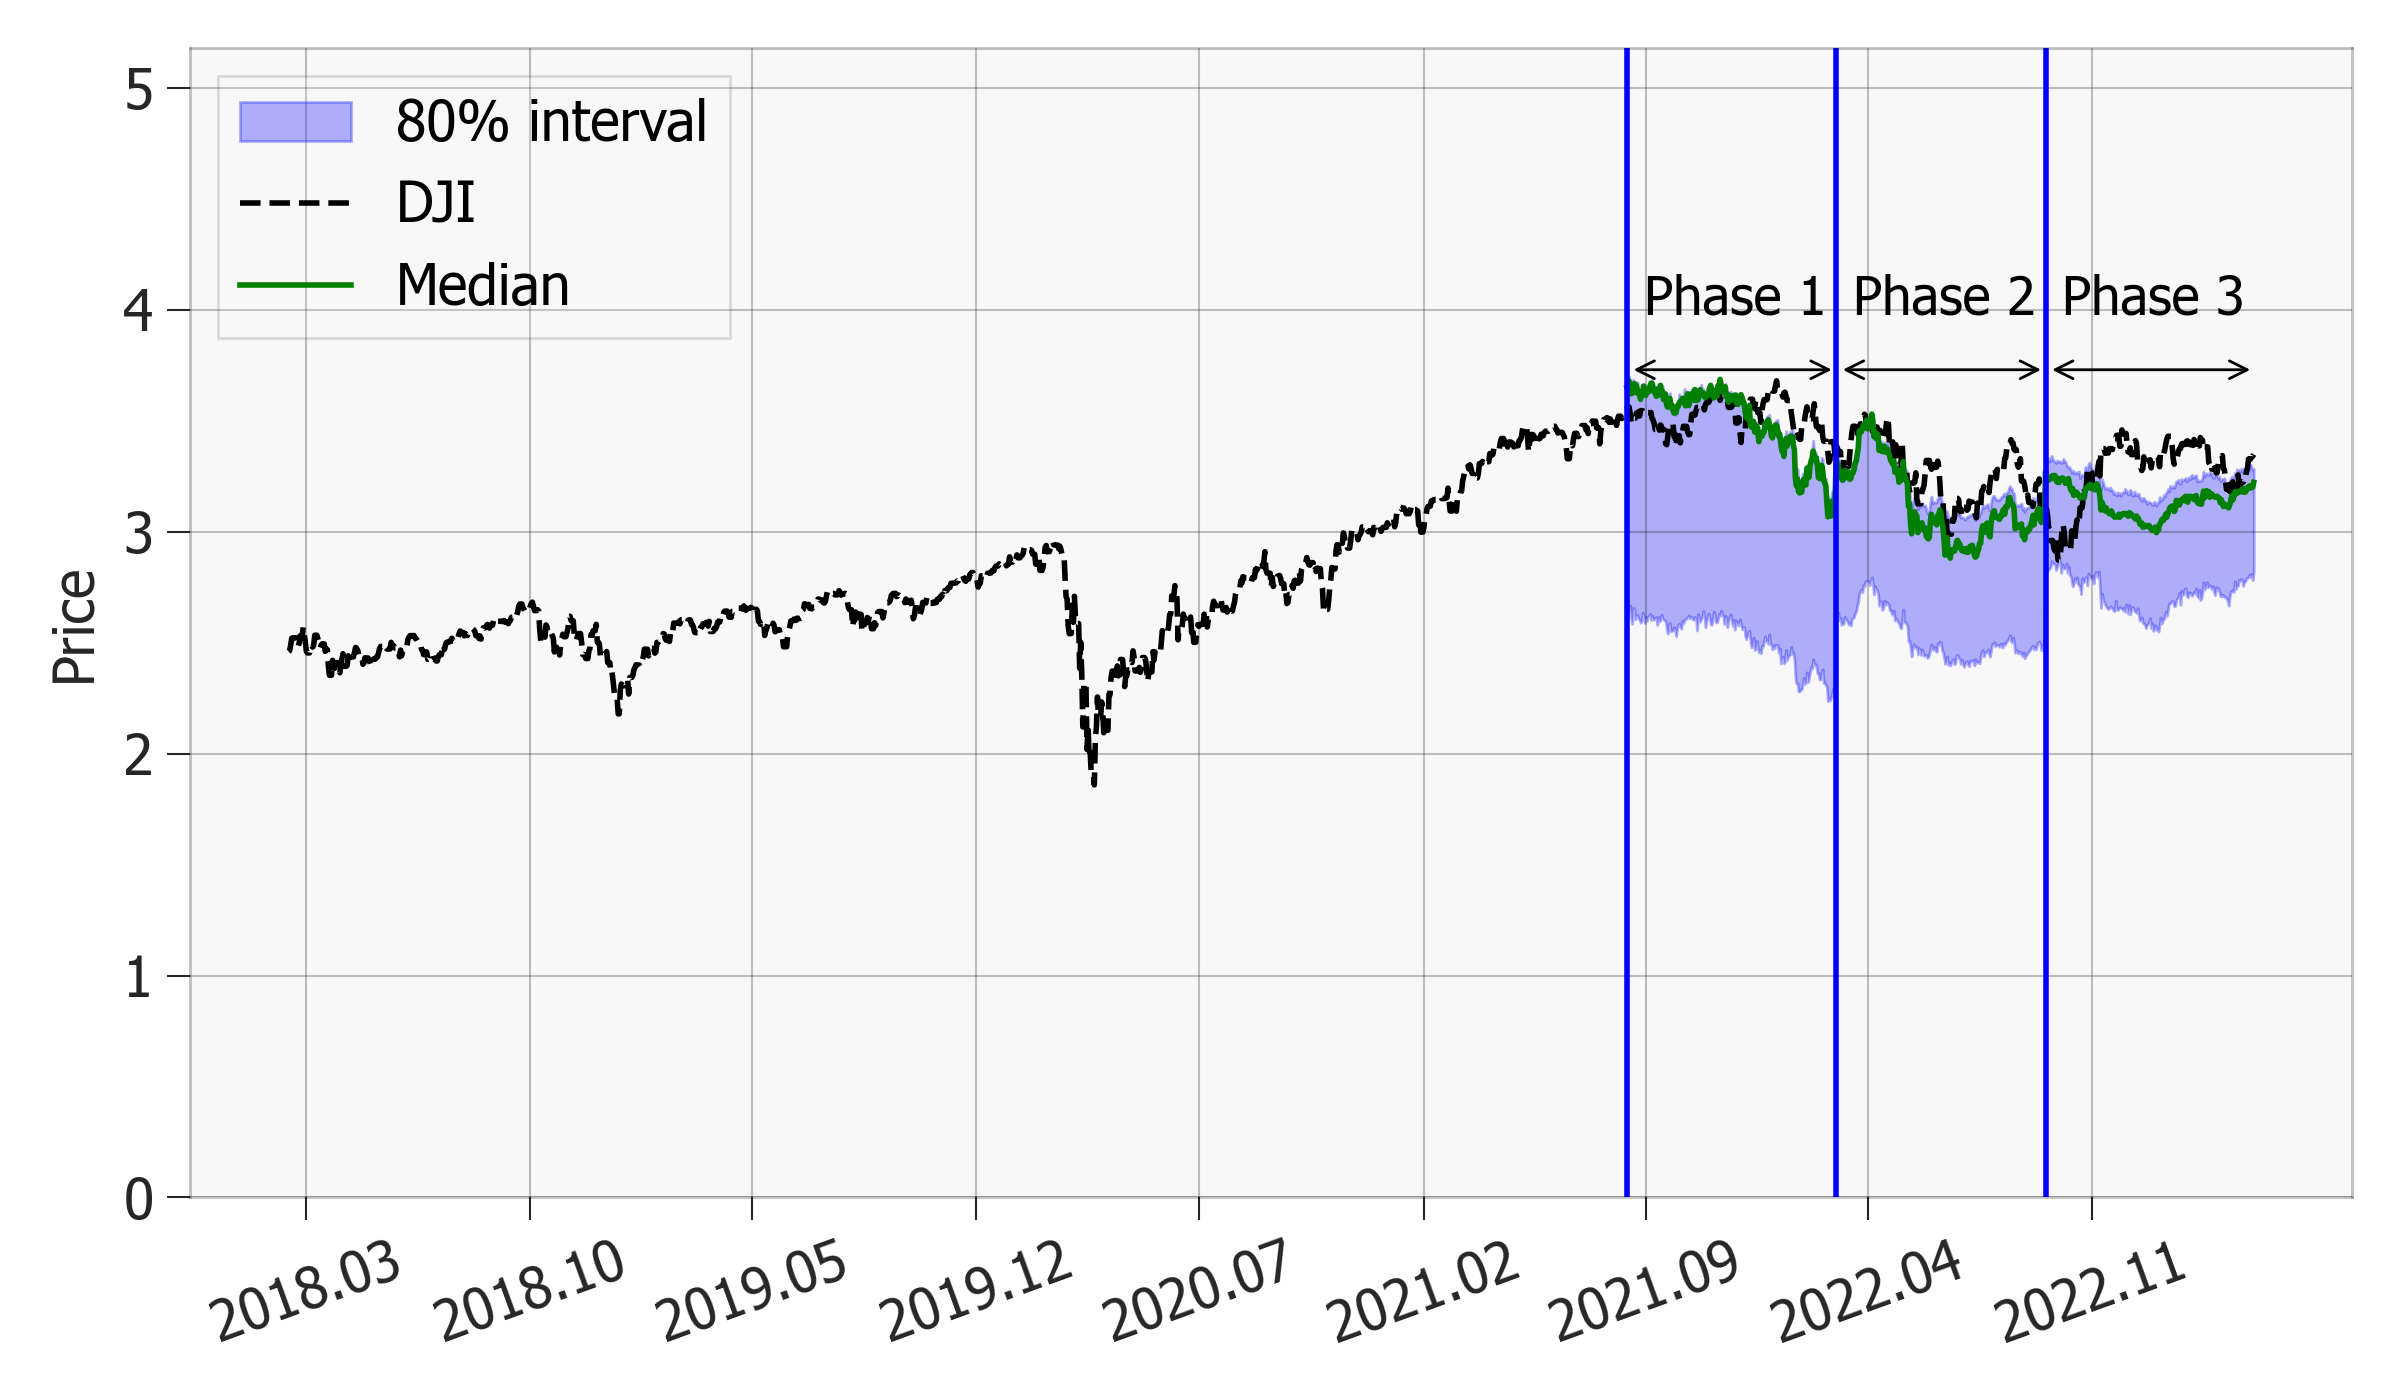 5
4
3
2
1
0
Price
80% interval
DJI
Median
Phase 1
Phase 2
Phase 3
2018.03
2018.10
2019.05
2019.12
2020.07
2021.02
2021.09
2022.04
2022.11